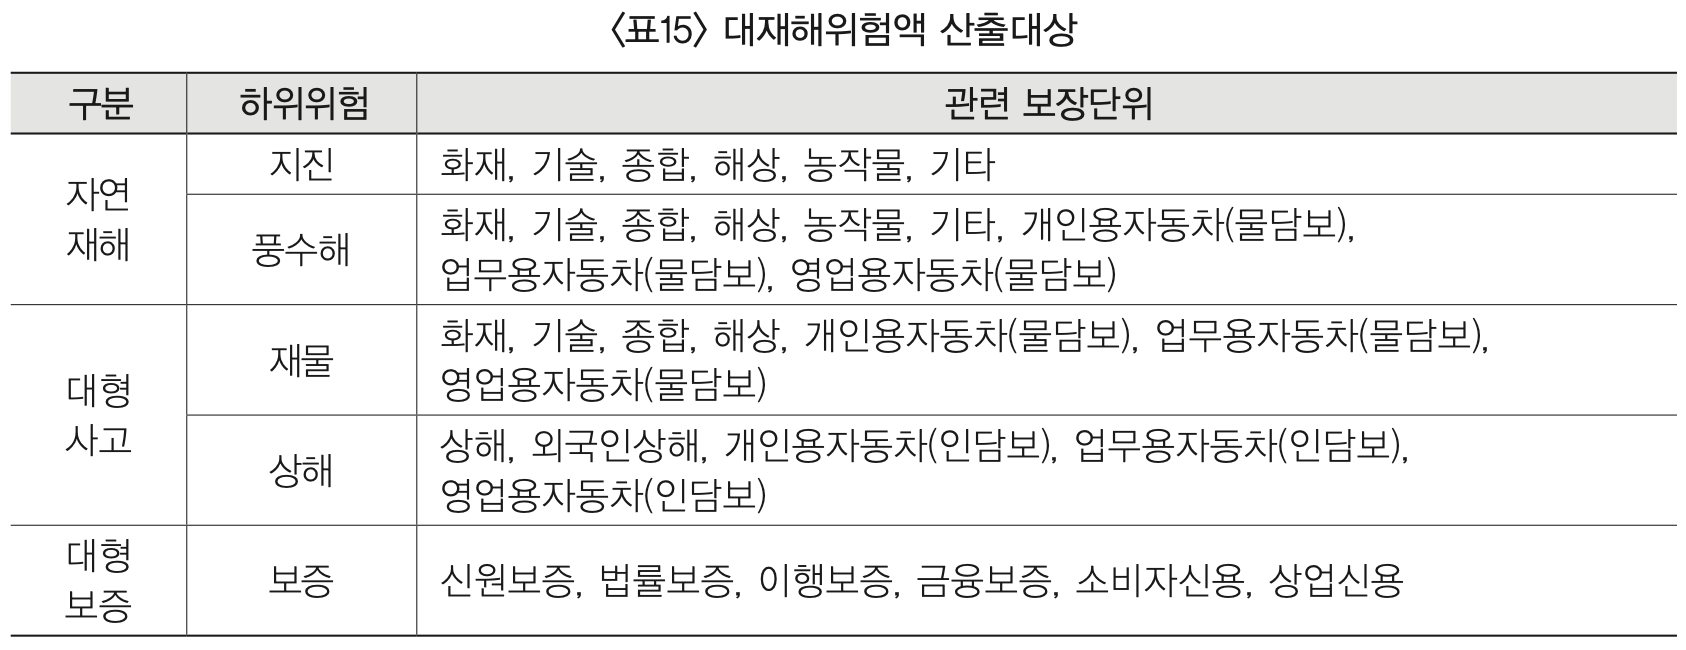 〈표15〉 대재해위험액 산출대상
구분 하위위험 관련 보장단위
자연
재해
지진
화재, 기술, 종합, 해상, 농작물, 기타
풍수해
화재, 기술, 종합, 해상, 농작물, 기타, 개인용자동차(물담보),
업무용자동차(물담보), 영업용자동차(물담보)
대형
사고
재물
화재, 기술, 종합, 해상, 개인용자동차(물담보), 업무용자동차(물담보),
영업용자동차(물담보)
상해
상해, 외국인상해, 개인용자동차(인담보), 업무용자동차(인담보),
영업용자동차(인담보)
대형
보증
보증
신원보증, 법률보증, 이행보증, 금융보증, 소비자신용, 상업신용